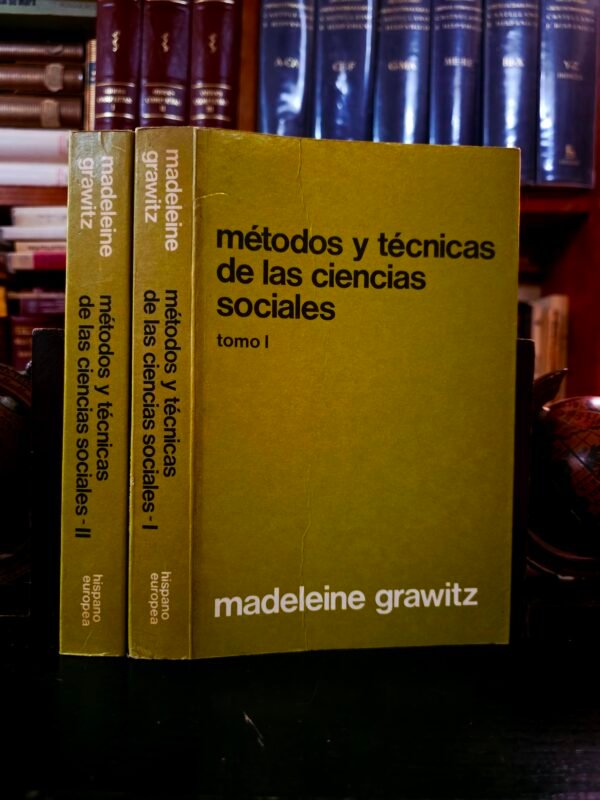 madeleine
grawitz
métodos y técnicas
de las ciencias sociales - II
hispano
europea
madeleine
grawitz
métodos y técnicas
de las ciencias sociales - I
hispano
europea
métodos y técnicas
de las ciencias
sociales
tomo I
madeleine grawitz